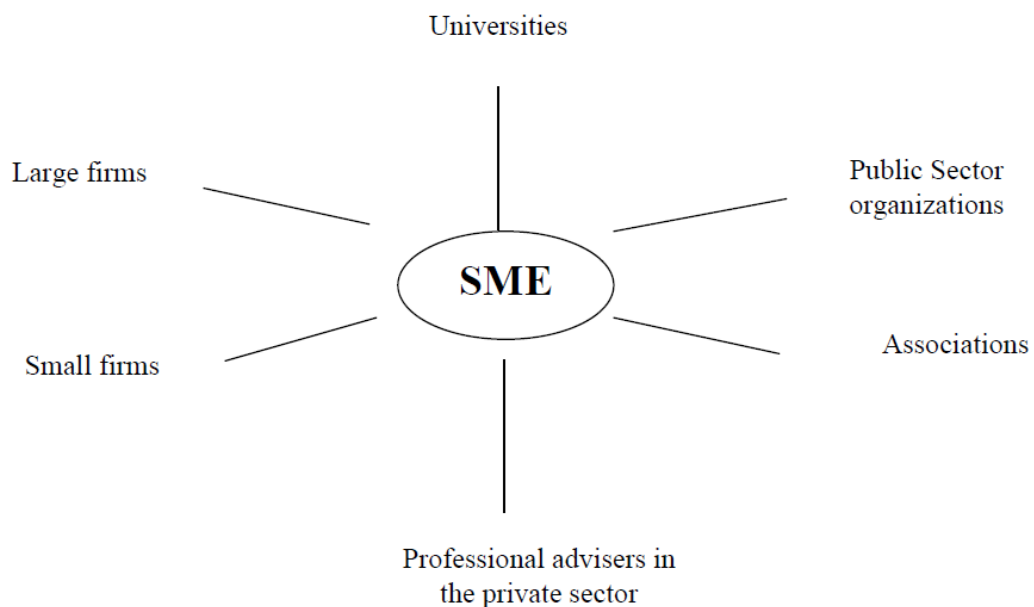 Universities
Large firms
Public Sector
organizations
SME
Small firms
Associations
Professional advisers in
the private sector